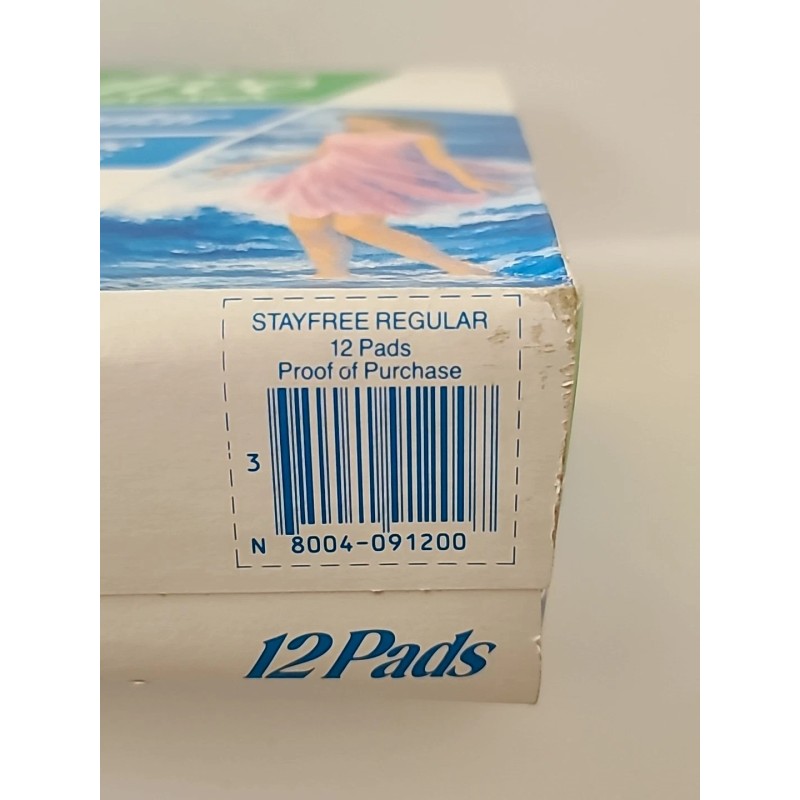 STAYFREE REGULAR
12 Pads
Proof of Purchase
3
N 8004-091200
12 Pads